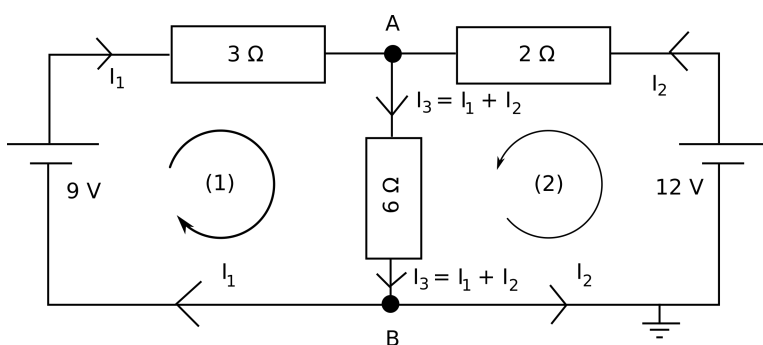 A
3 Ω
2 Ω
I₁
I₂
I₃ = I₁ + I₂
(1)
(2)
6 Ω
9 V
12 V
I₁
I₃ = I₁ + I₂
I₂
B